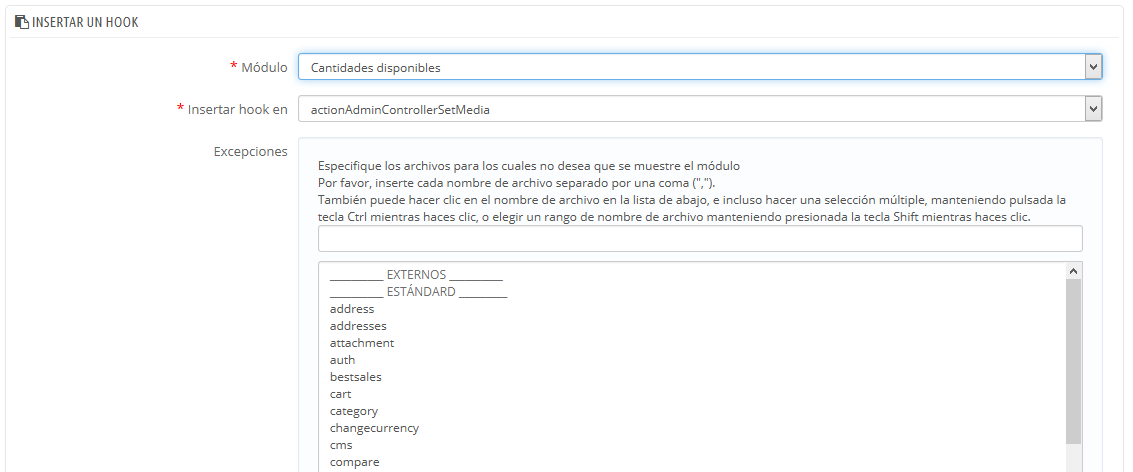 INSERTAR UN HOOK
* Módulo
Cantidades disponibles
* Insertar hook en
actionAdminControllerSetMedia
Excepciones
Especifique los archivos para los cuales no desea que se muestre el módulo
Por favor, inserte cada nombre de archivo separado por una coma (",").
También puede hacer clic en el nombre de archivo en la lista de abajo, e incluso hacer una selección múltiple, manteniendo pulsada la
tecla Ctrl mientras haces clic, o elegir un rango de nombre de archivo manteniendo presionada la tecla Shift mientras haces clic.
___________ EXTERNOS ___________
___________ ESTÁNDARD __________
address
addresses
attachment
auth
bestsales
cart
category
changecurrency
cms
compare